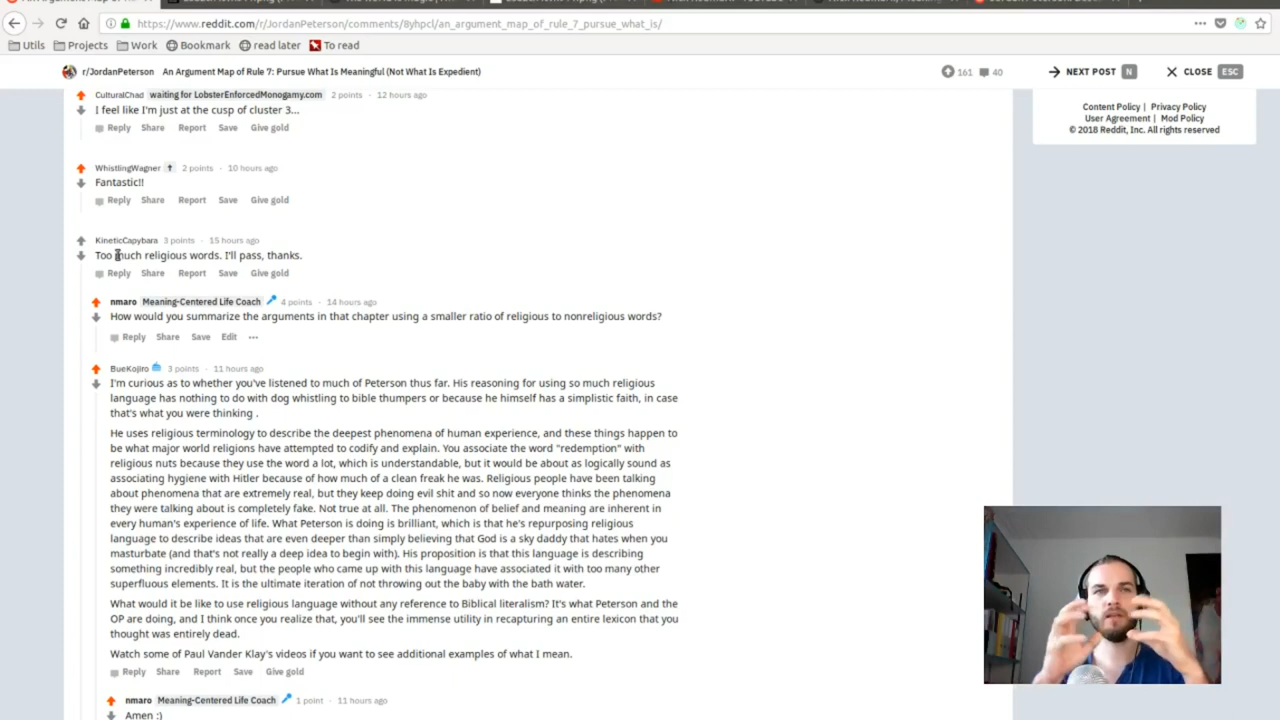 https://www.reddit.com/r/JordanPeterson/comments/8yhpcl/an_argument_map_of_rule_7_pursue_what_is/
Utils Projects Work Bookmark read later To read
r/JordanPeterson An Argument Map of Rule 7: Pursue What Is Meaningful (Not What Is Expedient) 161 40 NEXT POST N CLOSE ESC
CulturalChad waiting for LobsterEnforcedMonogamy.com 2 points · 12 hours ago
I feel like I'm just at the cusp of cluster 3...
Reply Share Report Save Give gold
WhistlingWagner 2 points · 10 hours ago
Fantastic!!
Reply Share Report Save Give gold
KineticCapybara 3 points · 15 hours ago
Too much religious words. I'll pass, thanks.
Reply Share Report Save Give gold
nmaro Meaning-Centered Life Coach 4 points · 14 hours ago
How would you summarize the arguments in that chapter using a smaller ratio of religious to nonreligious words?
Reply Share Save Edit ···
BueKojiro 3 points · 11 hours ago
I'm curious as to whether you've listened to much of Peterson thus far. His reasoning for using so much religious
language has nothing to do with dog whistling to bible thumpers or because he himself has a simplistic faith, in case
that's what you were thinking .
He uses religious terminology to describe the deepest phenomena of human experience, and these things happen to
be what major world religions have attempted to codify and explain. You associate the word "redemption" with
religious nuts because they use the word a lot, which is understandable, but it would be about as logically sound as
associating hygiene with Hitler because of how much of a clean freak he was. Religious people have been talking
about phenomena that are extremely real, but they keep doing evil shit and so now everyone thinks the phenomena
they were talking about is completely fake. Not true at all. The phenomenon of belief and meaning are inherent in
every human's experience of life. What Peterson is doing is brilliant, which is that he's repurposing religious
language to describe ideas that are even deeper than simply believing that God is a sky daddy that hates when you
masturbate (and that's not really a deep idea to begin with). His proposition is that this language is describing
something incredibly real, but the people who came up with this language have associated it with too many other
superfluous elements. It is the ultimate iteration of not throwing out the baby with the bath water.
What would it be like to use religious language without any reference to Biblical literalism? It's what Peterson and the
OP are doing, and I think once you realize that, you'll see the immense utility in recapturing an entire lexicon that you
thought was entirely dead.
Watch some of Paul Vander Klay's videos if you want to see additional examples of what I mean.
Reply Share Report Save Give gold
nmaro Meaning-Centered Life Coach 1 point · 11 hours ago
Amen :)
Content Policy | Privacy Policy
User Agreement | Mod Policy
© 2018 Reddit, Inc. All rights reserved